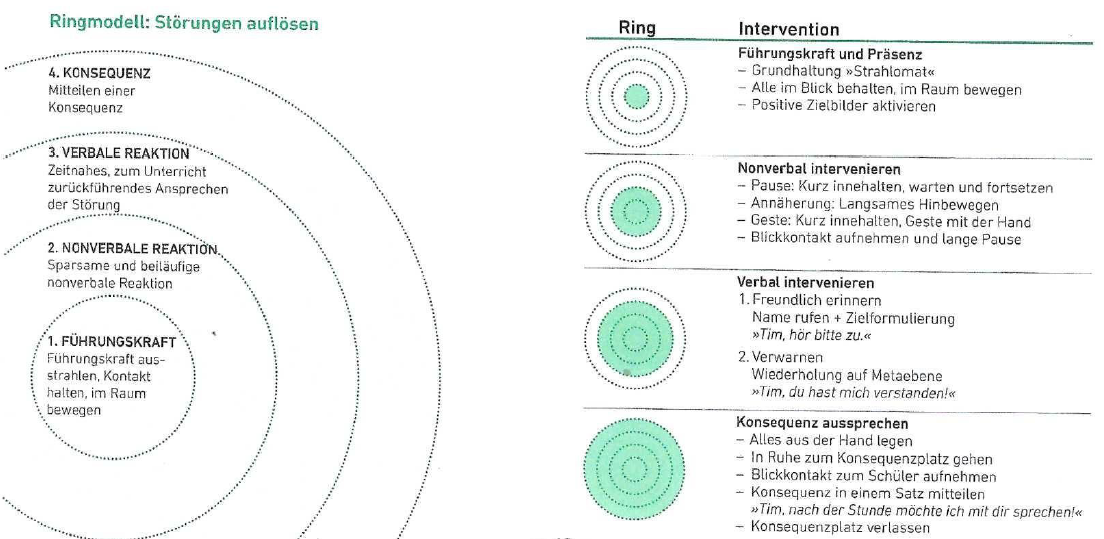 Ringmodell: Störungen auflösen
4. KONSEQUENZ
Mitteilen einer
Konsequenz
3. VERBALE REAKTION
Zeitnahes, zum Unterricht
zurückführendes Ansprechen
der Störung
2. NONVERBALE REAKTION
Sparsame und beiläufige
nonverbale Reaktion
1. FÜHRUNGSKRAFT
Führungskraft aus-
strahlen, Kontakt
halten, im Raum
bewegen
Ring Intervention
Führungskraft und Präsenz
– Grundhaltung »Strahlomat«
– Alle im Blick behalten, im Raum bewegen
– Positive Zielbilder aktivieren
Nonverbal intervenieren
– Pause: Kurz innehalten, warten und fortsetzen
– Annäherung: Langsames Hinbewegen
– Geste: Kurz innehalten, Geste mit der Hand
– Blickkontakt aufnehmen und lange Pause
Verbal intervenieren
1. Freundlich erinnern
Name rufen + Zielformulierung
»Tim, hör bitte zu.«
2. Verwarnen
Wiederholung auf Metaebene
»Tim, du hast mich verstanden!«
Konsequenz aussprechen
– Alles aus der Hand legen
– In Ruhe zum Konsequenzplatz gehen
– Blickkontakt zum Schüler aufnehmen
– Konsequenz in einem Satz mitteilen
»Tim, nach der Stunde möchte ich mit dir sprechen!«
– Konsequenzplatz verlassen